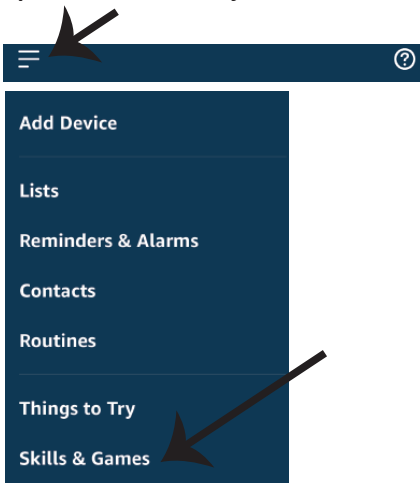 ?
Add Device
Lists
Reminders & Alarms
Contacts
Routines
Things to Try
Skills & Games